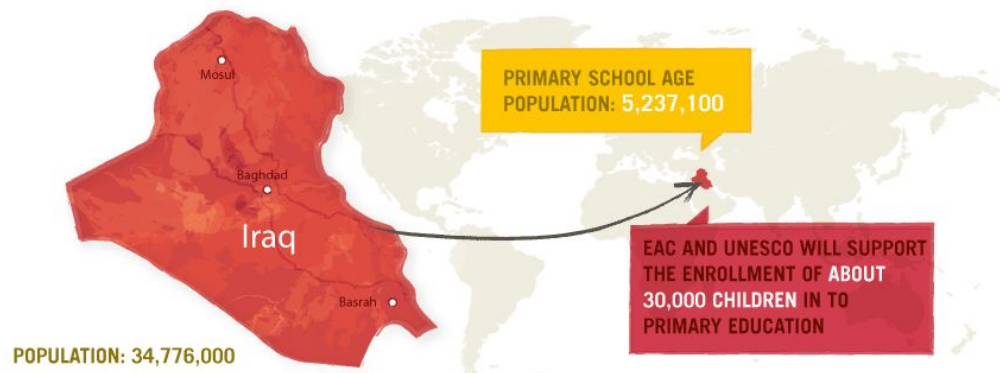 Mosul
Baghdad
Iraq
Basrah
POPULATION: 34,776,000
PRIMARY SCHOOL AGE
POPULATION: 5,237,100
EAC AND UNESCO WILL SUPPORT
THE ENROLLMENT OF ABOUT
30,000 CHILDREN IN TO
PRIMARY EDUCATION